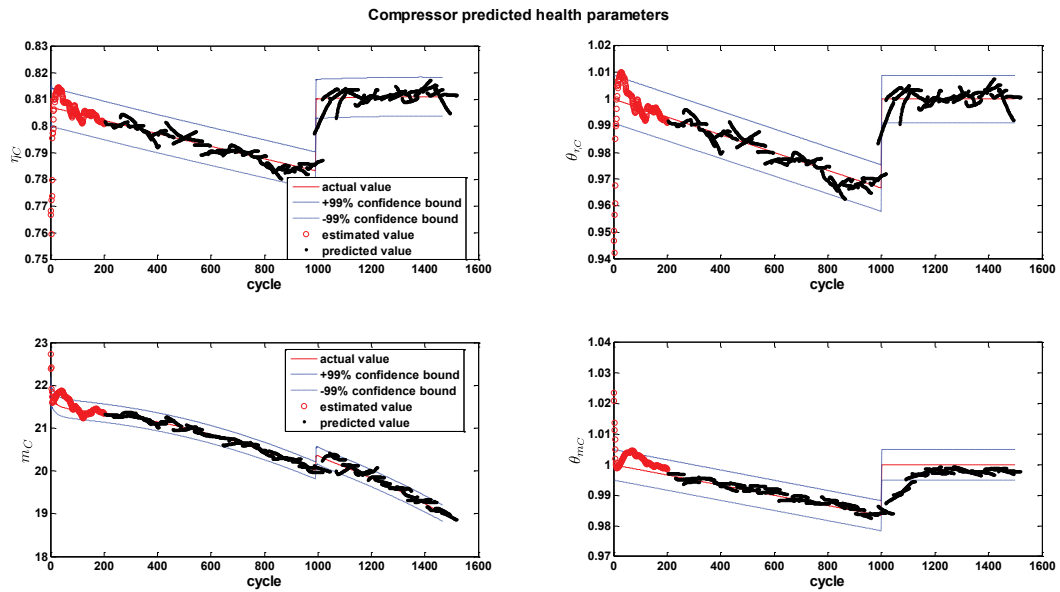 Compressor predicted health parameters
0.83
0.82
0.81
0.8
0.79
0.78
0.77
0.76
0.75
0 200 400 600 800 1000 1200 1400 1600
cycle
actual value
+99% confidence bound
-99% confidence bound
estimated value
predicted value
1.02
1.01
1
0.99
0.98
0.97
0.96
0.95
0.94
θrC
0 200 400 600 800 1000 1200 1400 1600
cycle
23
22
21
20
19
18
mC
0 200 400 600 800 1000 1200 1400 1600
cycle
actual value
+99% confidence bound
-99% confidence bound
estimated value
predicted value
1.04
1.03
1.02
1.01
1
0.99
0.98
0.97
θmC
0 200 400 600 800 1000 1200 1400 1600
cycle